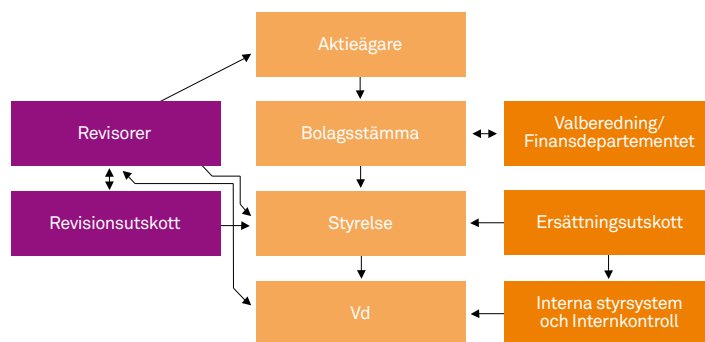 Aktieägare
Revisorer
Bolagsstämma
Valberedning/
Finansdepartementet
Revisionsutskott
Styrelse
Ersättningsutskott
Vd
Interna styrsystem
och Internkontroll